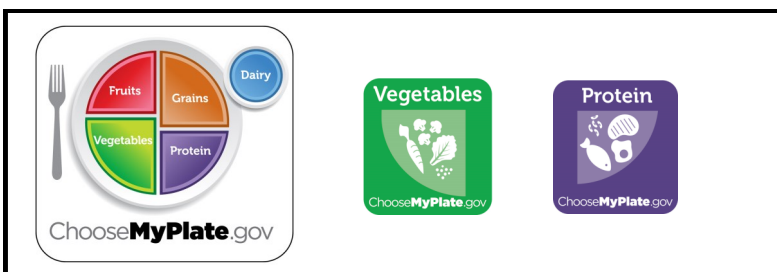 Fruits
Grains
Dairy
Vegetables
Protein
ChooseMyPlate.gov
Vegetables
ChooseMyPlate.gov
Protein
ChooseMyPlate.gov